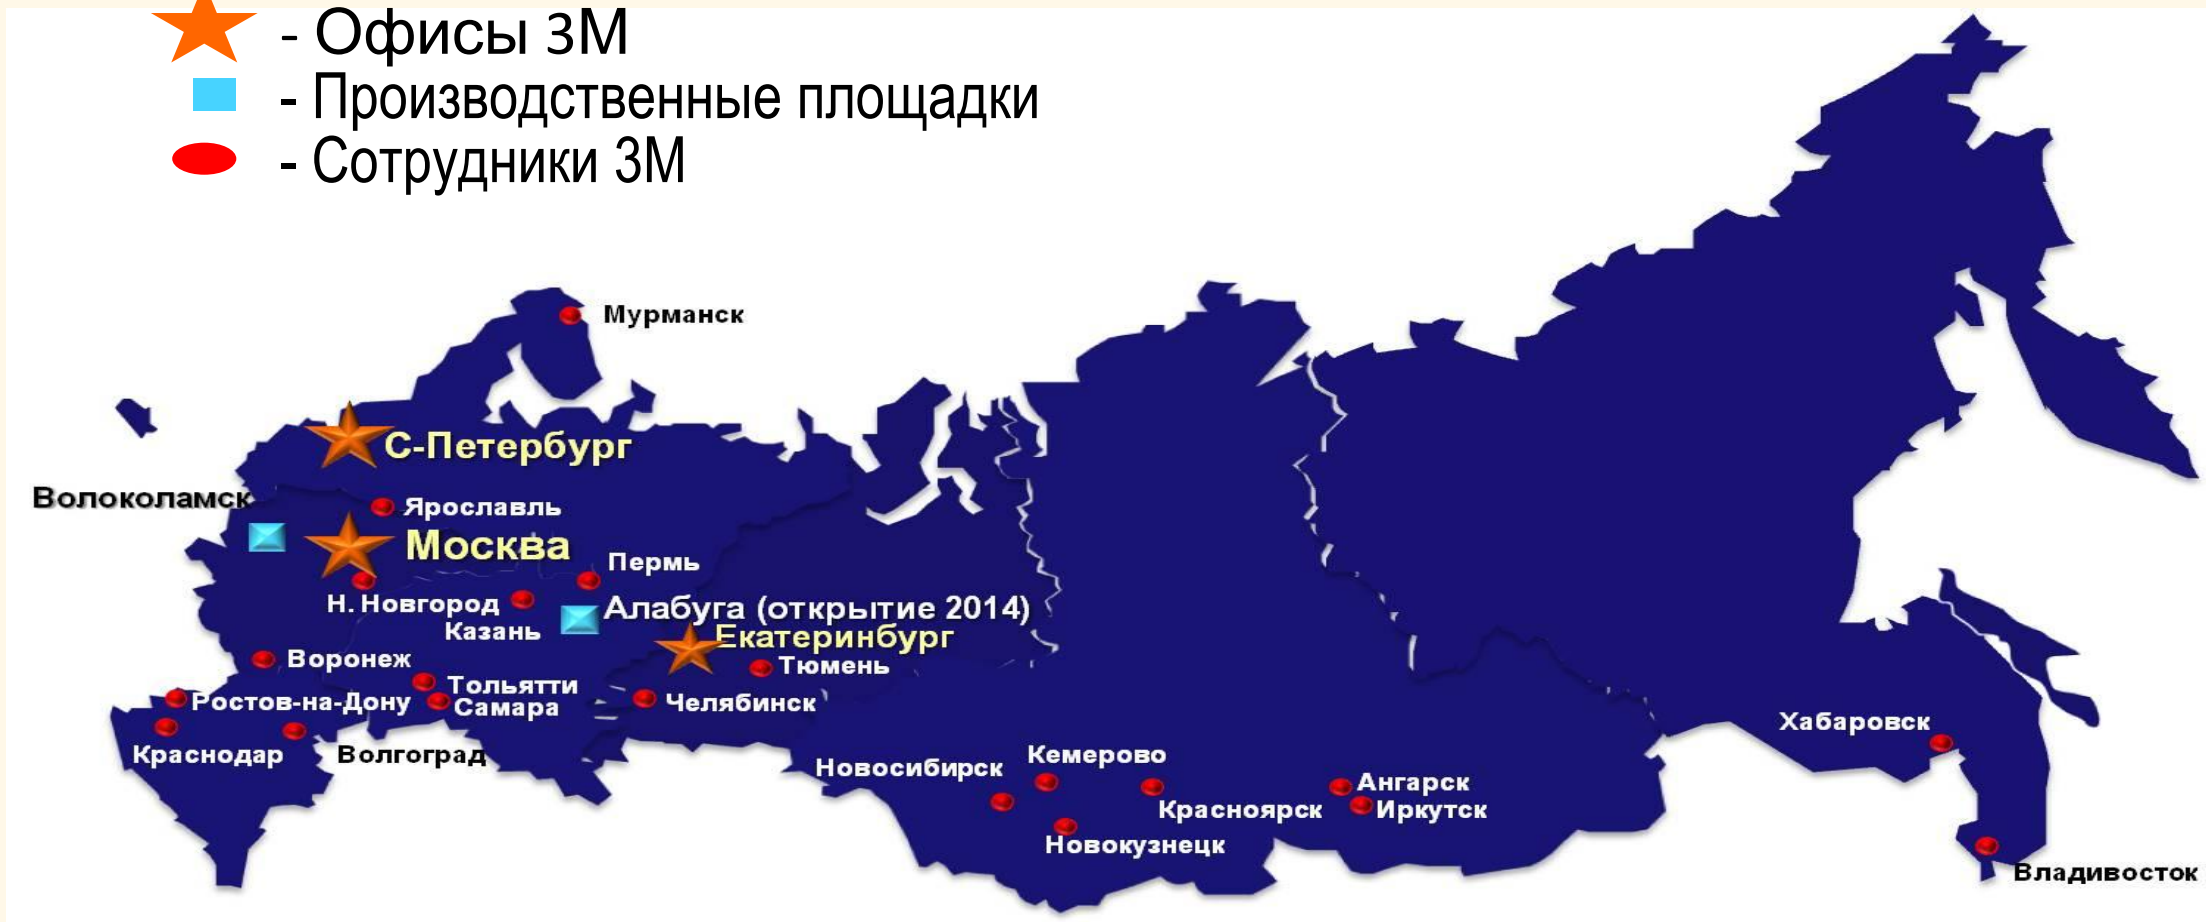 - Офисы 3М
- Производственные площадки
- Сотрудники 3М
Мурманск
С-Петербург
Волоколамск
Ярославль
Москва
Пермь
Н. Новгород
Казань
Алабуга (открытие 2014)
Екатеринбург
Тюмень
Воронеж
Тольятти
Ростов-на-Дону
Самара
Челябинск
Краснодар
Волгоград
Новосибирск
Кемерово
Красноярск
Новокузнецк
Ангарск
Иркутск
Хабаровск
Владивосток